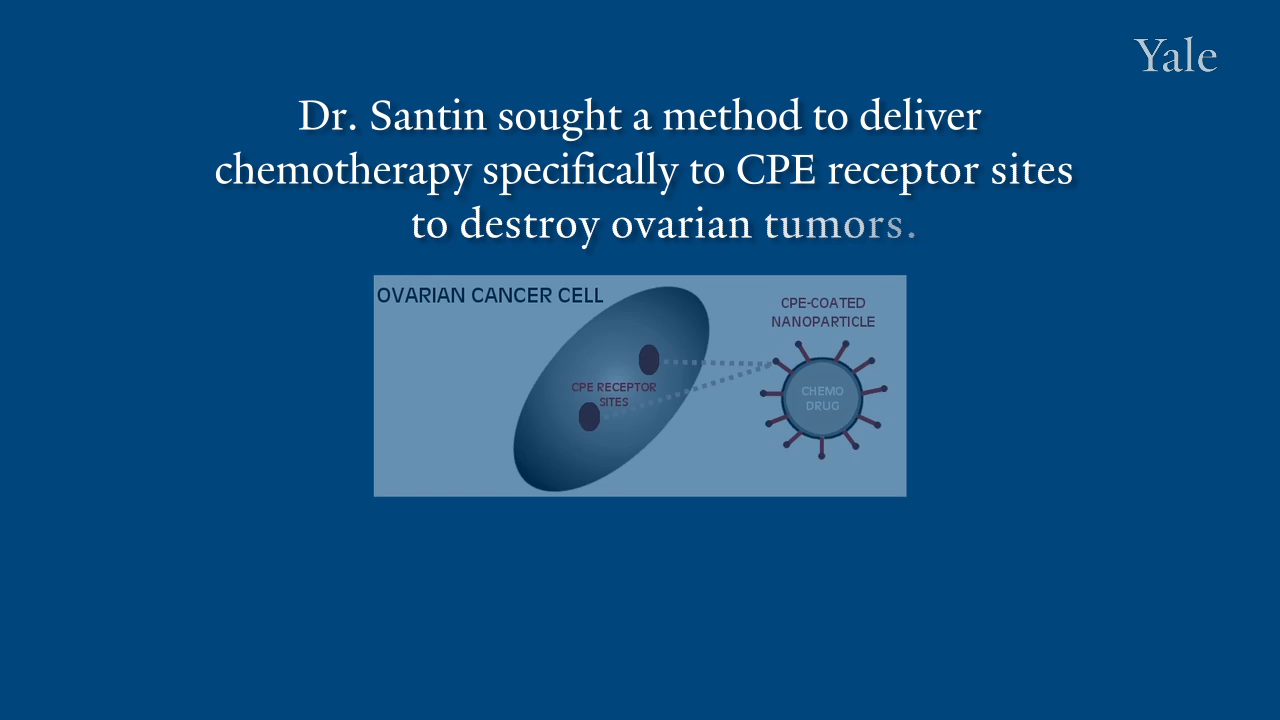 Yale
Dr. Santin sought a method to deliver
chemotherapy specifically to CPE receptor sites
to destroy ovarian tumors.
OVARIAN CANCER CELL
CPE-COATED
NANOPARTICLE
CPE RECEPTOR
SITES
CHEMO
DRUG